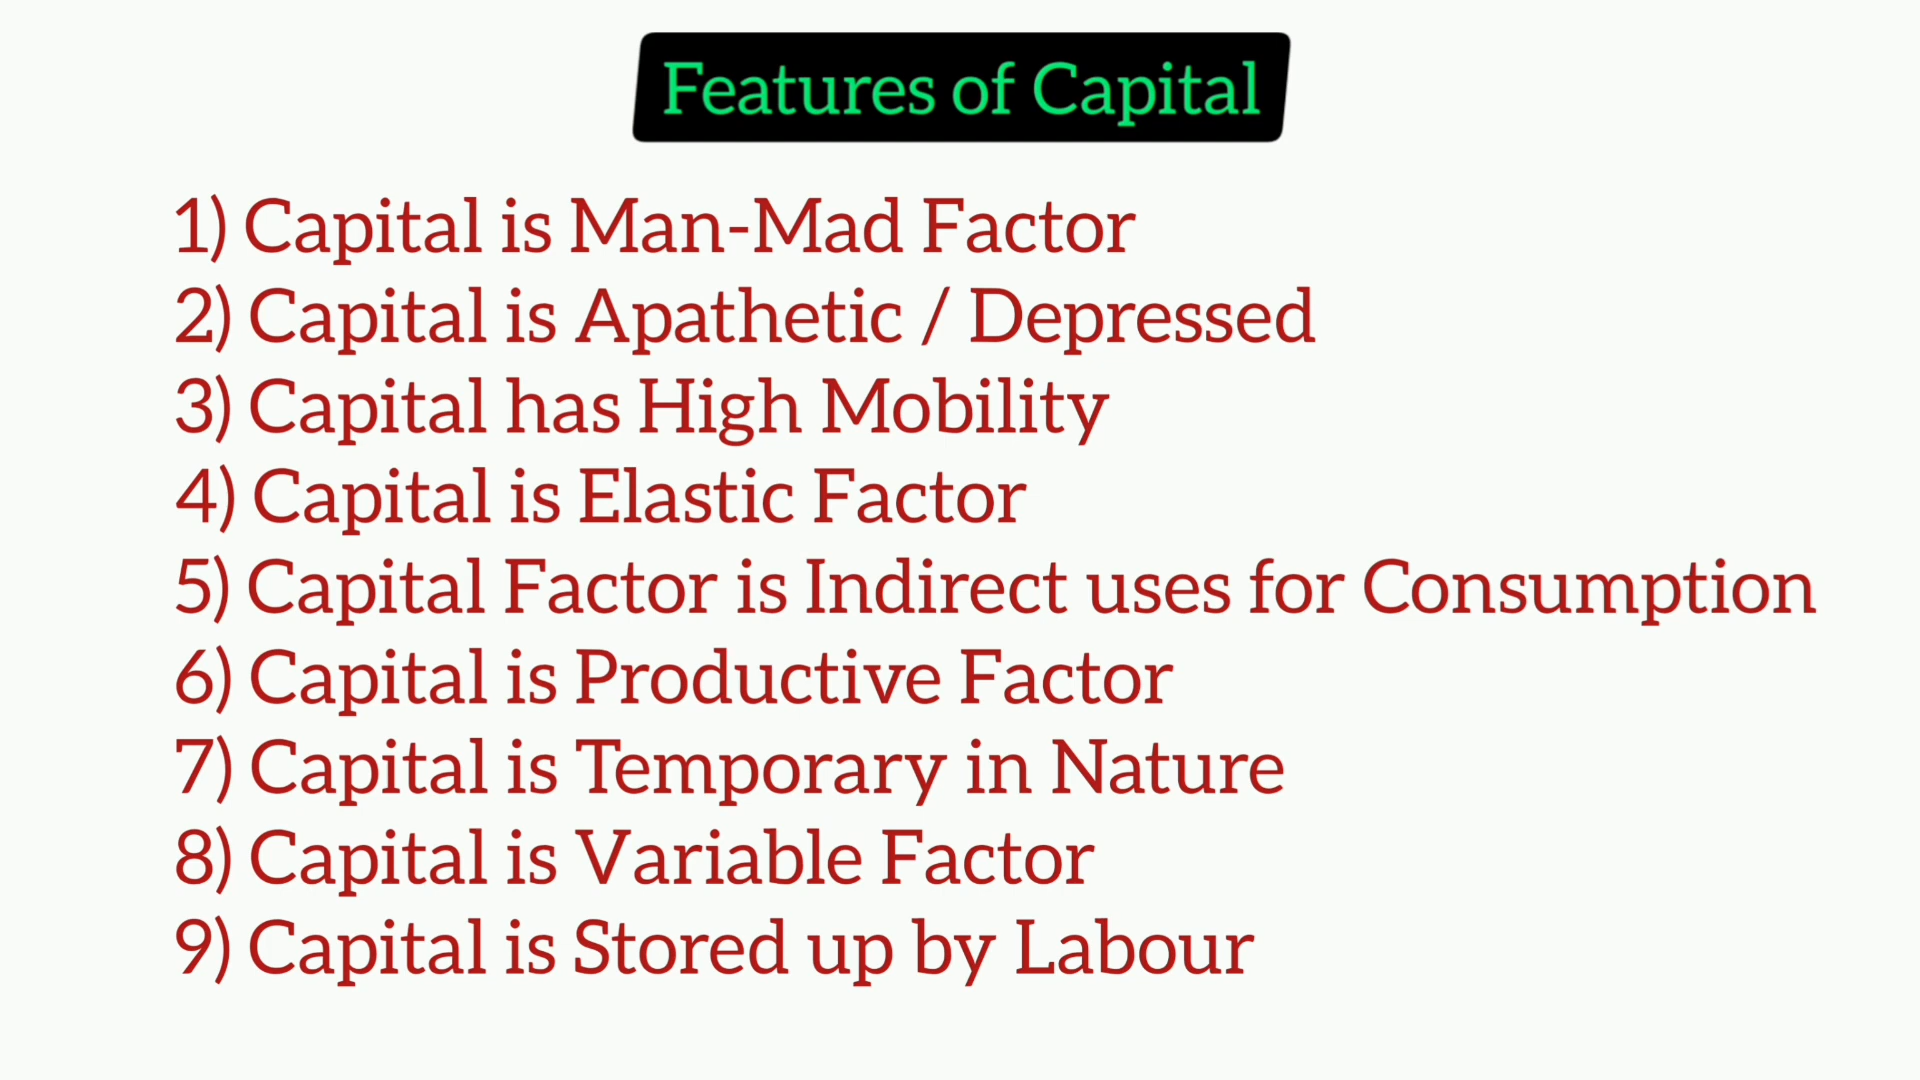 Features of Capital
1) Capital is Man-Mad Factor
2) Capital is Apathetic / Depressed
3) Capital has High Mobility
4) Capital is Elastic Factor
5) Capital Factor is Indirect uses for Consumption
6) Capital is Productive Factor
7) Capital is Temporary in Nature
8) Capital is Variable Factor
9) Capital is Stored up by Labour